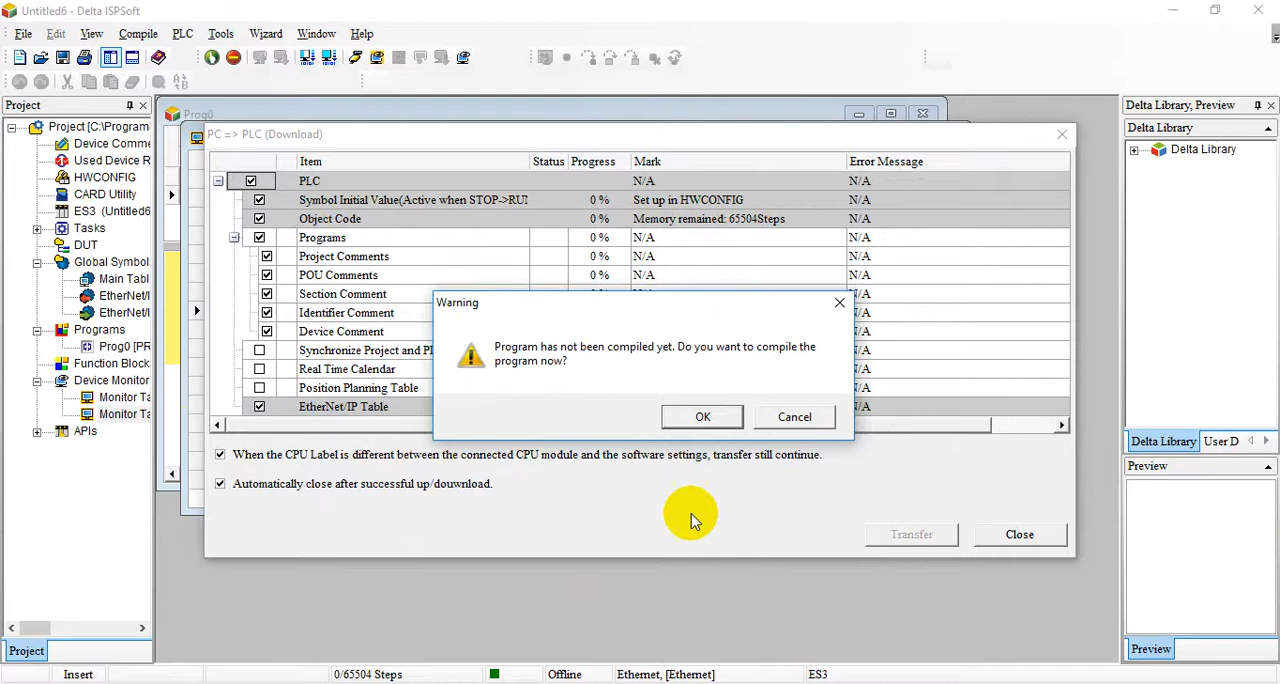 Untitled6 - Delta ISPSoft
File Edit View Compile PLC Tools Wizard Window Help
Project
Project [C:\Program
Device Comme
Used Device R
HWCONFIG
CARD Utility
ES3 (Untitled6
Tasks
DUT
Global Symbol
Main Tabl
EtherNet/I
EtherNet/I
Programs
Prog0 [PR
Function Block
Device Monitor
Monitor Ta
Monitor Ta
APIs
Project
Prog0
PC => PLC (Download)
Item Status Progress Mark Error Message
PLC N/A N/A
Symbol Initial Value(Active when STOP->RU 0 % Set up in HWCONFIG N/A
Object Code 0 % Memory remained: 65504Steps N/A
Programs 0 % N/A N/A
Project Comments 0 % N/A N/A
POU Comments 0 % N/A N/A
Section Comment N/A
Identifier Comment N/A
Device Comment N/A
Synchronize Project and Pl N/A
Real Time Calendar N/A
Position Planning Table N/A
EtherNet/IP Table N/A
Warning
Program has not been compiled yet. Do you want to compile the
program now?
OK Cancel
When the CPU Label is different between the connected CPU module and the software settings, transfer still continue.
Automatically close after successful up/douwnload.
Transfer Close
Delta Library, Preview
Delta Library
Delta Library
Delta Library User D
Preview
Preview
Insert 0/65504 Steps Offline Ethernet, [Ethernet] ES3